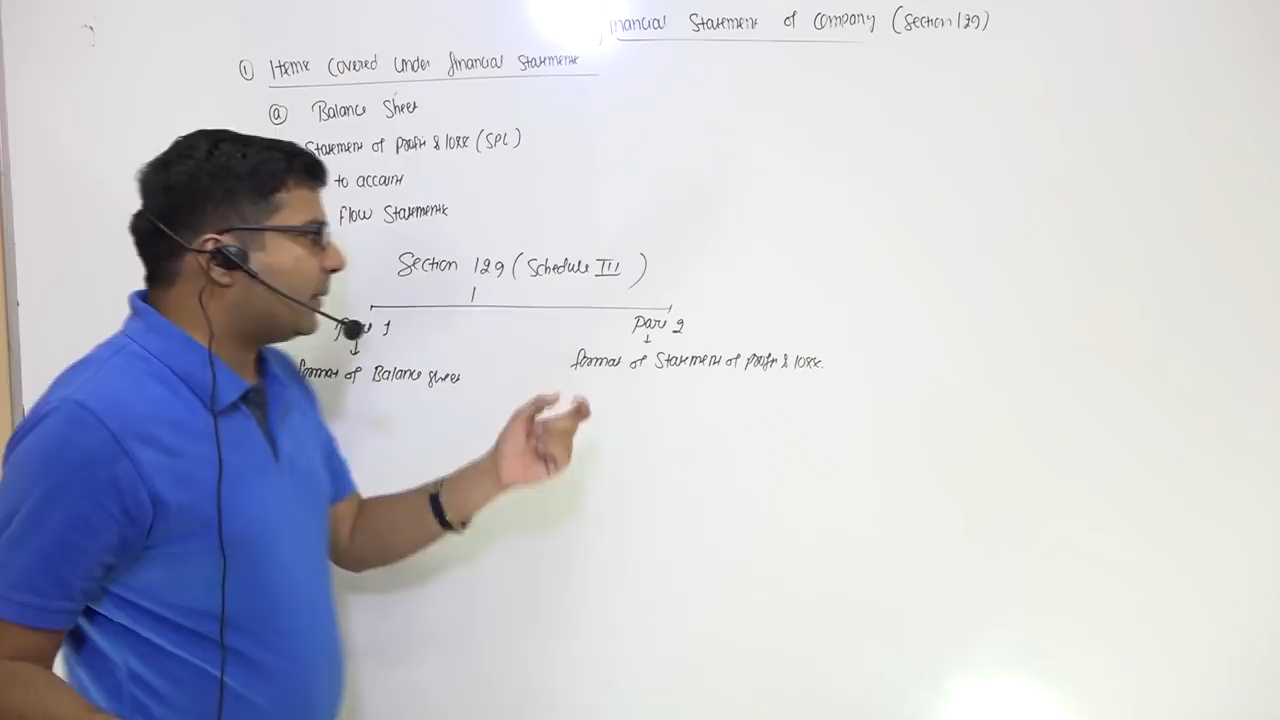 Financial Statement of Company (Section 129)
① Items Covered under financial Statements
ⓐ Balance Sheet
Statement of profit & loss (SPL)
to account
flow Statements
Section 129 (Schedule III)
1 Part 2
format of Balance sheet format of Statement of profit & loss.